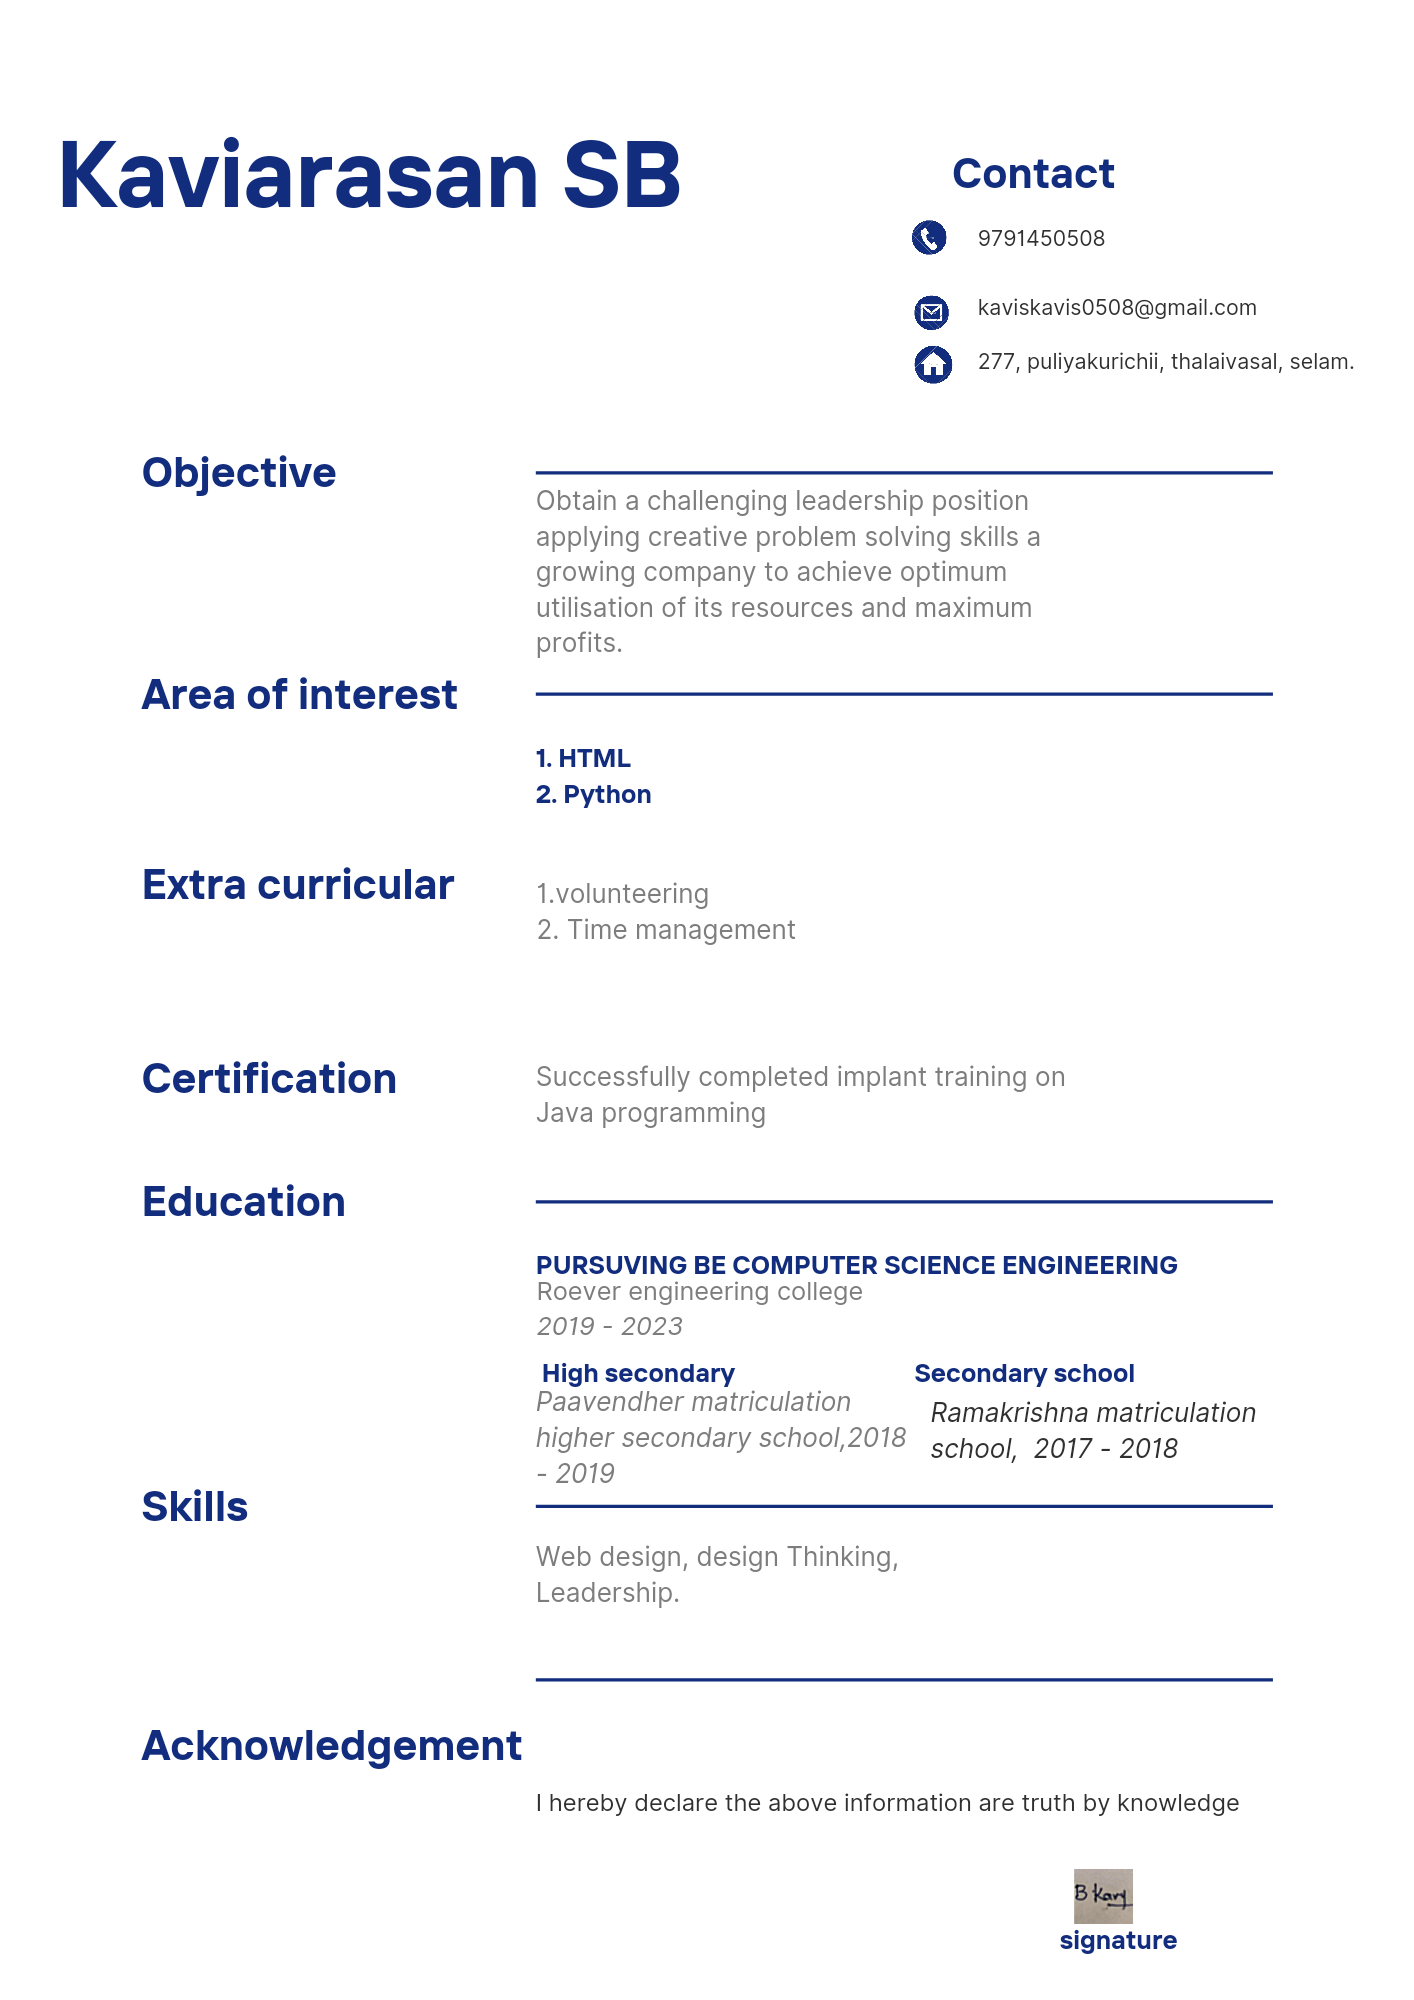 Kaviarasan SB
Contact
9791450508
kaviskavis0508@gmail.com
277, puliyakurichii, thalaivasal, selam.
Objective
Obtain a challenging leadership position
applying creative problem solving skills a
growing company to achieve optimum
utilisation of its resources and maximum
profits.
Area of interest
1. HTML
2. Python
Extra curricular
1.volunteering
2. Time management
Certification
Successfully completed implant training on
Java programming
Education
PURSUVING BE COMPUTER SCIENCE ENGINEERING
Roever engineering college
2019 - 2023
High secondary
Paavendher matriculation
higher secondary school,2018
- 2019
Secondary school
Ramakrishna matriculation
school,  2017 - 2018
Skills
Web design, design Thinking,
Leadership.
Acknowledgement
I hereby declare the above information are truth by knowledge
B Kavy
signature